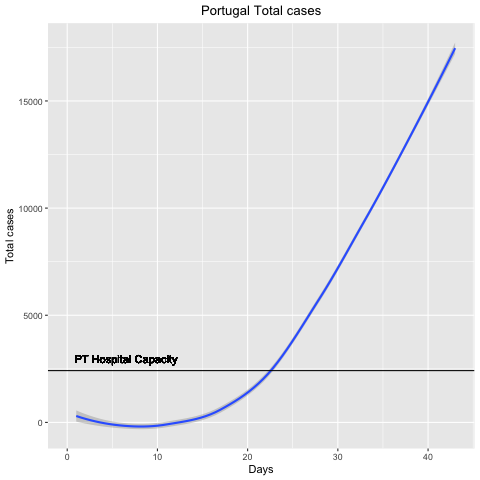 Portugal Total cases
Total cases
15000
10000
5000
0
PT Hospital Capacity
0 10 20 30 40
Days